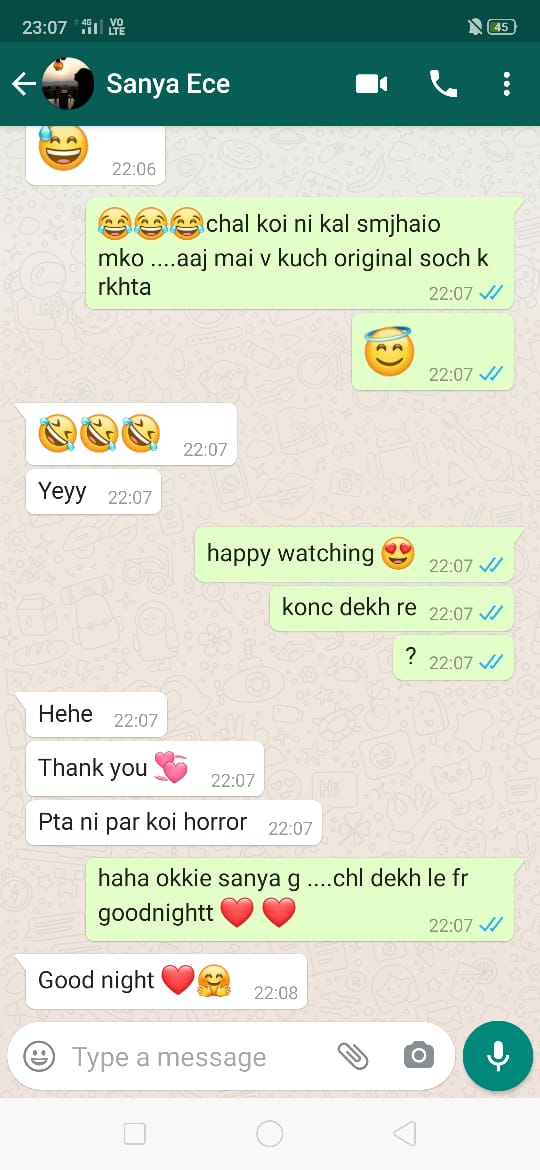 23:07 4G VO LTE 45
Sanya Ece
😅 22:06
😂😂😂chal koi ni kal smjhaio
mko ....aaj mai v kuch original soch k
rkhta 22:07
😇 22:07
🤣🤣🤣 22:07
Yeyy 22:07
happy watching 😍 22:07
konc dekh re 22:07
? 22:07
Hehe 22:07
Thank you 💞 22:07
Pta ni par koi horror 22:07
haha okkie sanya g ....chl dekh le fr
goodnightt ❤️ ❤️ 22:07
Good night ❤️🤗 22:08
Type a message